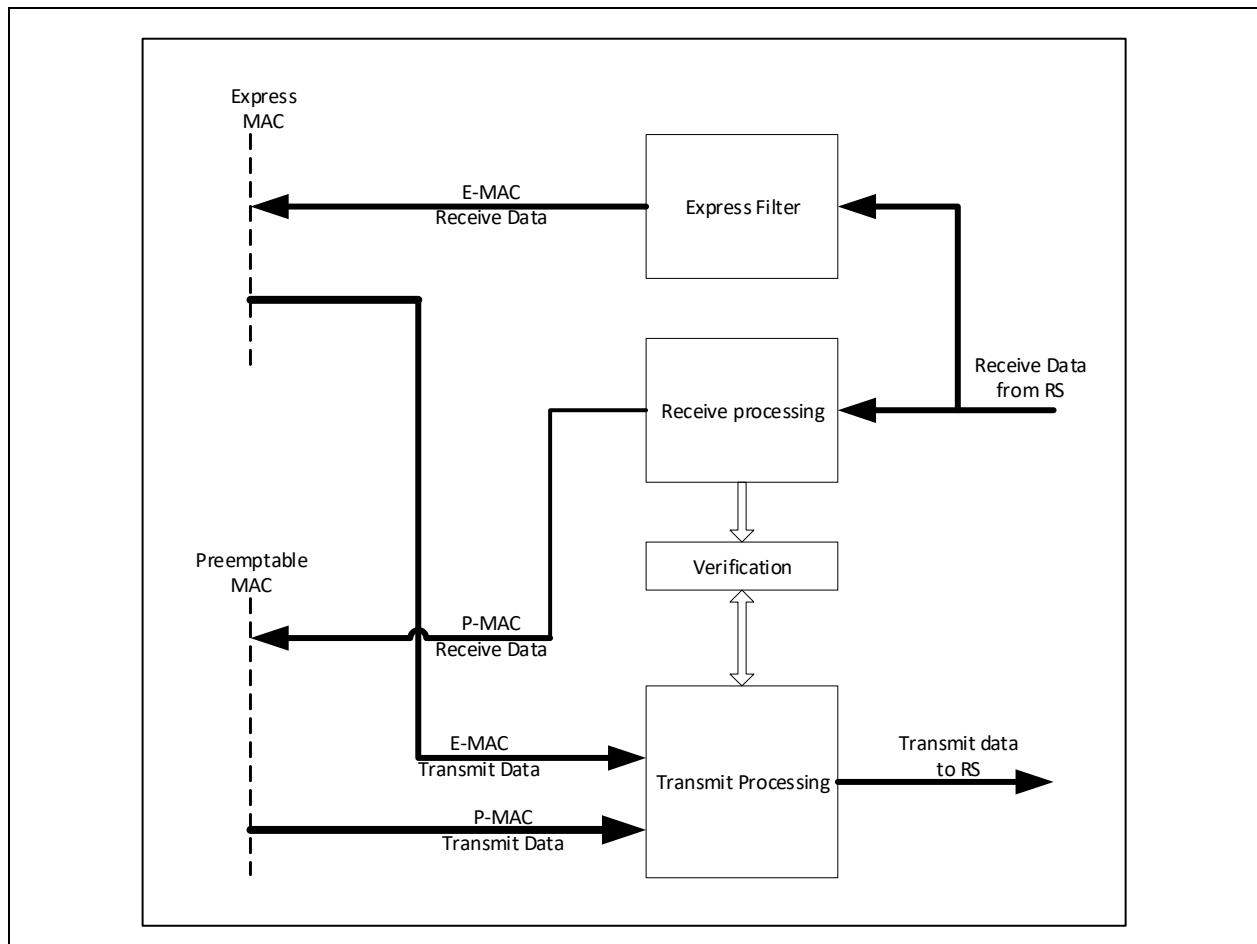 Express
MAC
E-MAC
Receive Data
Express Filter
Receive Data
from RS
Receive processing
Preemptable
MAC
Verification
P-MAC
Receive Data
E-MAC
Transmit Data
Transmit data
to RS
Transmit Processing
P-MAC
Transmit Data